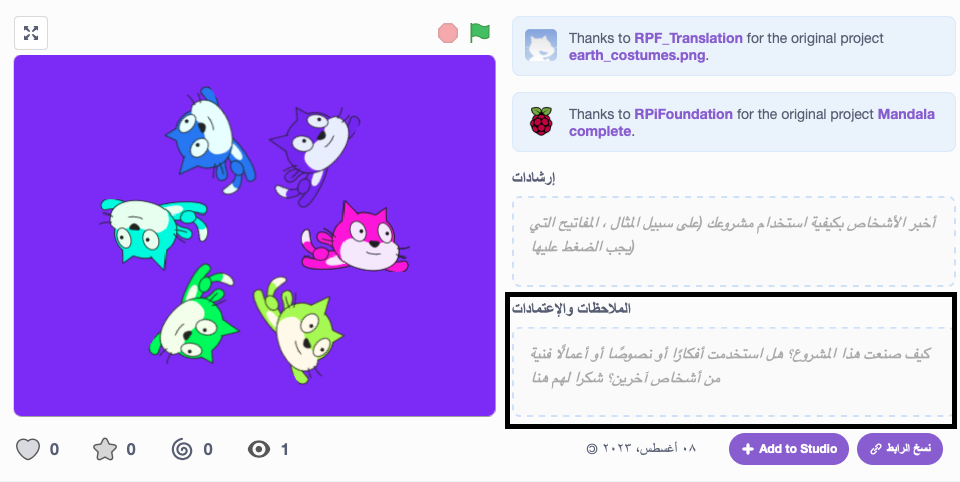 Thanks to RPF_Translation for the original project
earth_costumes.png.
Thanks to RPiFoundation for the original project Mandala
complete.
إرشادات
أخبر الأشخاص بكيفية استخدام مشروعك (على سبيل المثال ، المفاتيح التي
(يجب الضغط عليها
الملاحظات والإعتمادات
كيف صنعت هذا المشروع؟ هل استخدمت أفكارًا أو نصوصًا أو أعمالًا فنية
من أشخاص آخرين؟ شكرا لهم هنا
0
0
0
1
© ٠٨ أغسطس، ٢٠٢٣
Add to Studio
نسخ الرابط